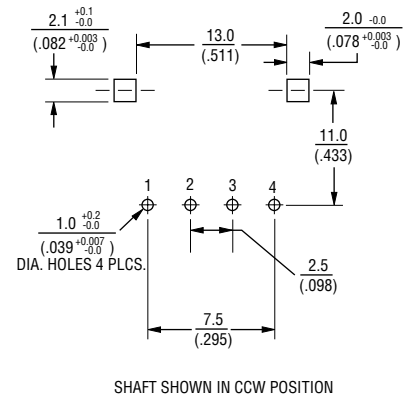 2.1 +0.1 -0.0
(.082 +0.003 -0.0 )
13.0
(.511)
2.0 -0.0
(.078 +0.003 -0.0 )
11.0
(.433)
1 2 3 4
1.0 +0.2 -0.0
(.039 +0.007 -0.0 )
DIA. HOLES 4 PLCS.
2.5
(.098)
7.5
(.295)
SHAFT SHOWN IN CCW POSITION